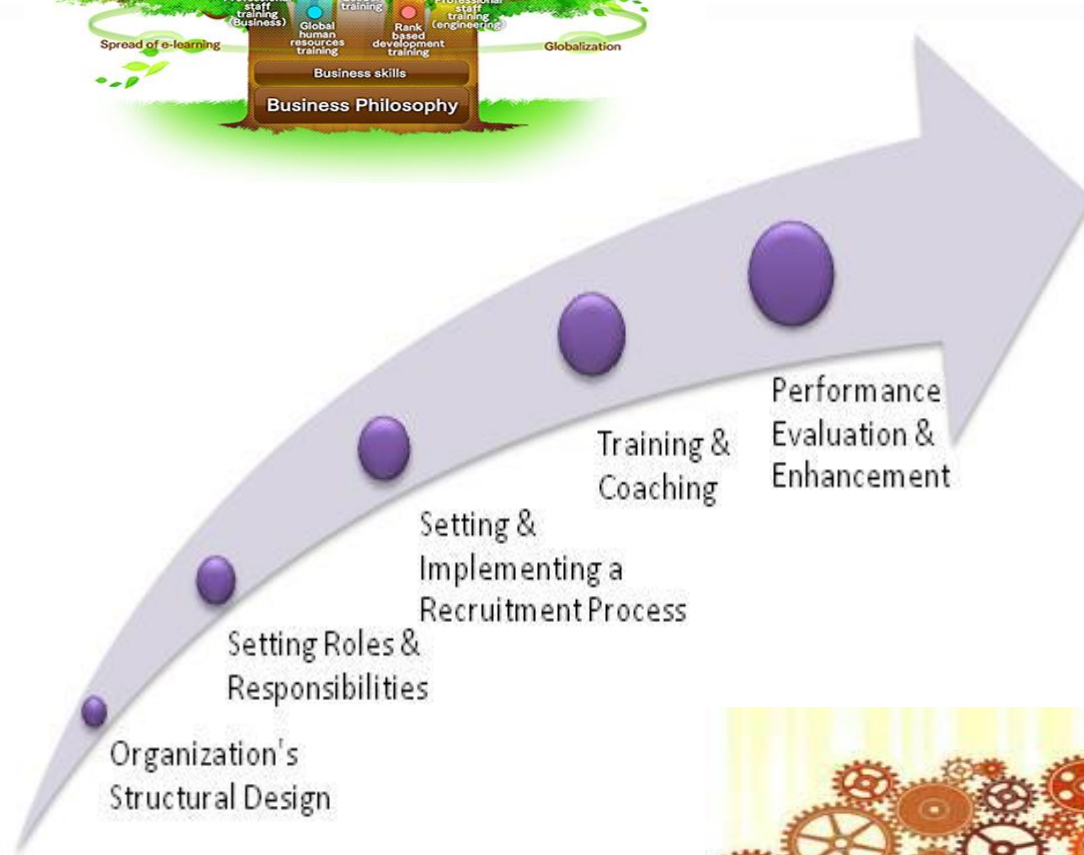 staff
training
(Business)
Global
human
resources
training
training
Rank
based
development
training
staff
training
(engineering)
Spread of e-learning
Globalization
Business skills
Business Philosophy
Performance
Evaluation &
Enhancement
Training &
Coaching
Setting &
Implementing a
Recruitment Process
Setting Roles &
Responsibilities
Organization's
Structural Design